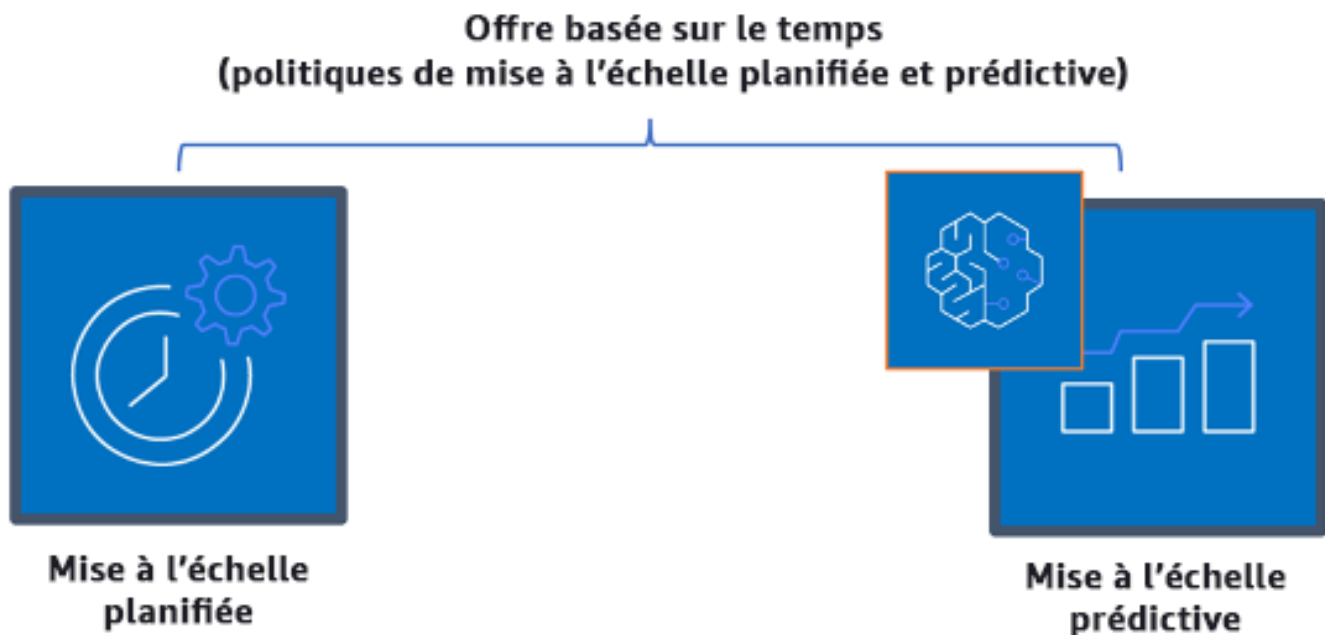 Offre basée sur le temps
(politiques de mise à l’échelle planifiée et prédictive)
Mise à l’échelle
planifiée
Mise à l’échelle
prédictive